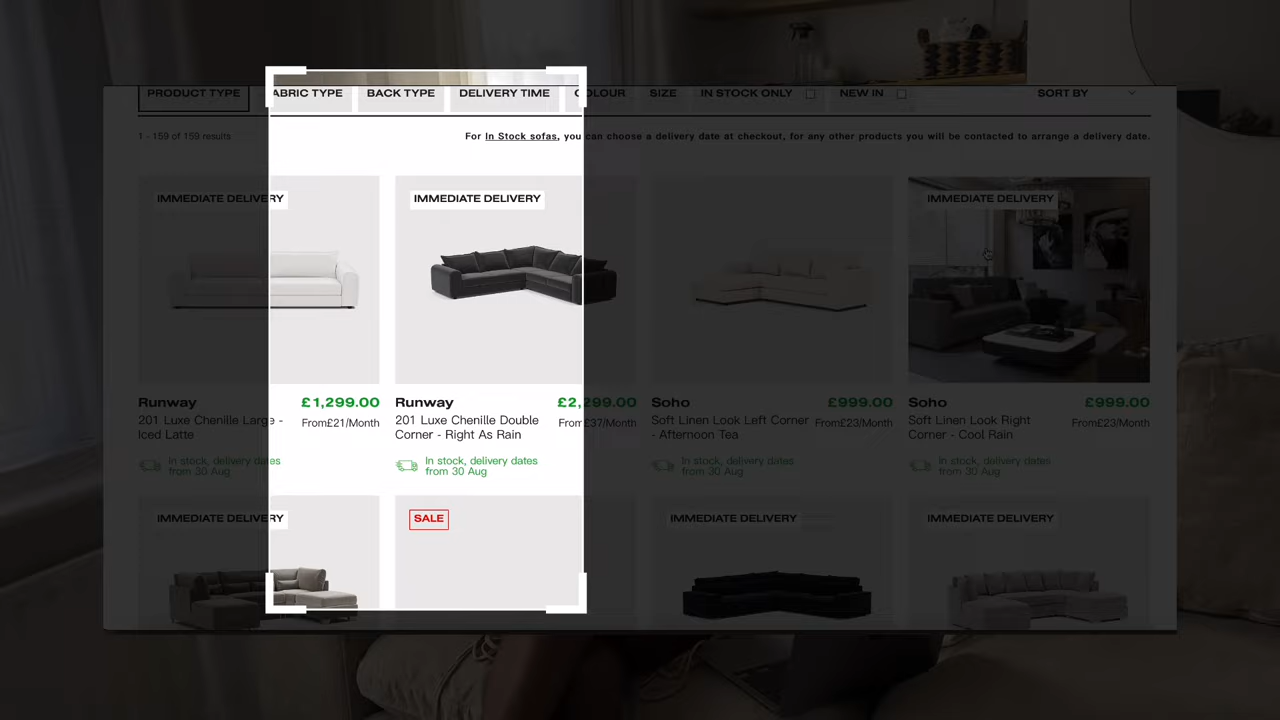 PRODUCT TYPE ABRIC TYPE BACK TYPE DELIVERY TIME COLOUR SIZE IN STOCK ONLY NEW IN SORT BY
1 - 159 of 159 results
For In Stock sofas, you can choose a delivery date at checkout, for any other products you will be contacted to arrange a delivery date.
IMMEDIATE DELIVERY IMMEDIATE DELIVERY IMMEDIATE DELIVERY
Runway £1,299.00
201 Luxe Chenille Large - From£21/Month
Iced Latte
In stock, delivery dates
from 30 Aug
Runway £2,299.00
201 Luxe Chenille Double From£37/Month
Corner - Right As Rain
In stock, delivery dates
from 30 Aug
Soho £999.00
Soft Linen Look Left Corner From£23/Month
- Afternoon Tea
In stock, delivery dates
from 30 Aug
Soho £999.00
Soft Linen Look Right From£23/Month
Corner - Cool Rain
In stock, delivery dates
from 30 Aug
IMMEDIATE DELIVERY SALE IMMEDIATE DELIVERY IMMEDIATE DELIVERY